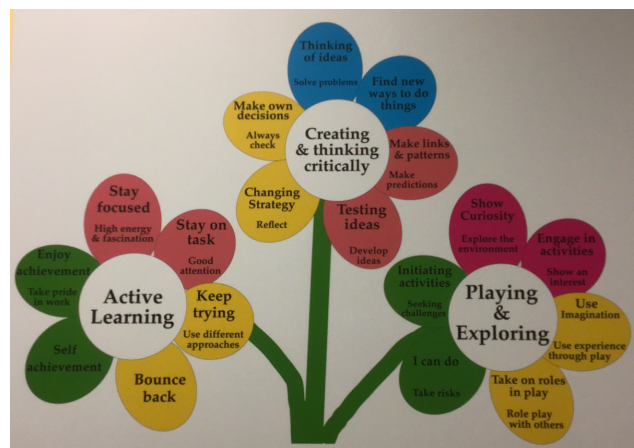 Thinking
of ideas
Solve problems
Find new
ways to do
things
Make own
decisions
Always
check
Creating
& thinking
critically
Make links
& patterns
Make
predictions
Changing
Strategy
Reflect
Testing
ideas
Develop
ideas
Stay
focused
High energy
& fascination
Stay on
task
Good
attention
Enjoy
achievement
Take pride
in work
Active
Learning
Keep
trying
Use different
approaches
Self
achievement
Bounce
back
Show
Curiosity
Explore the
environment
Engage in
activities
Show an
interest
Initiating
activities
Seeking
challenges
Playing
&
Exploring
Use
Imagination
Use experience
through play
I can do
Take risks
Take on roles
in play
Role play
with others